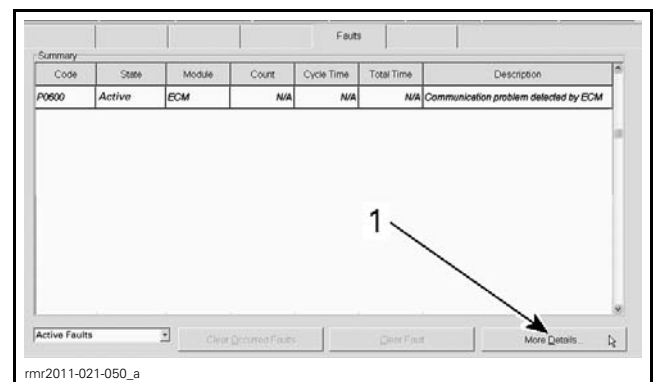 Faults
Summary
Code State Module Count Cycle Time Total Time Description
P0600 Active ECM N/A N/A N/A Communication problem detected by ECM
1
Active Faults Clear Occurred Faults Clear Fault More Details...
rmr2011-021-050_a